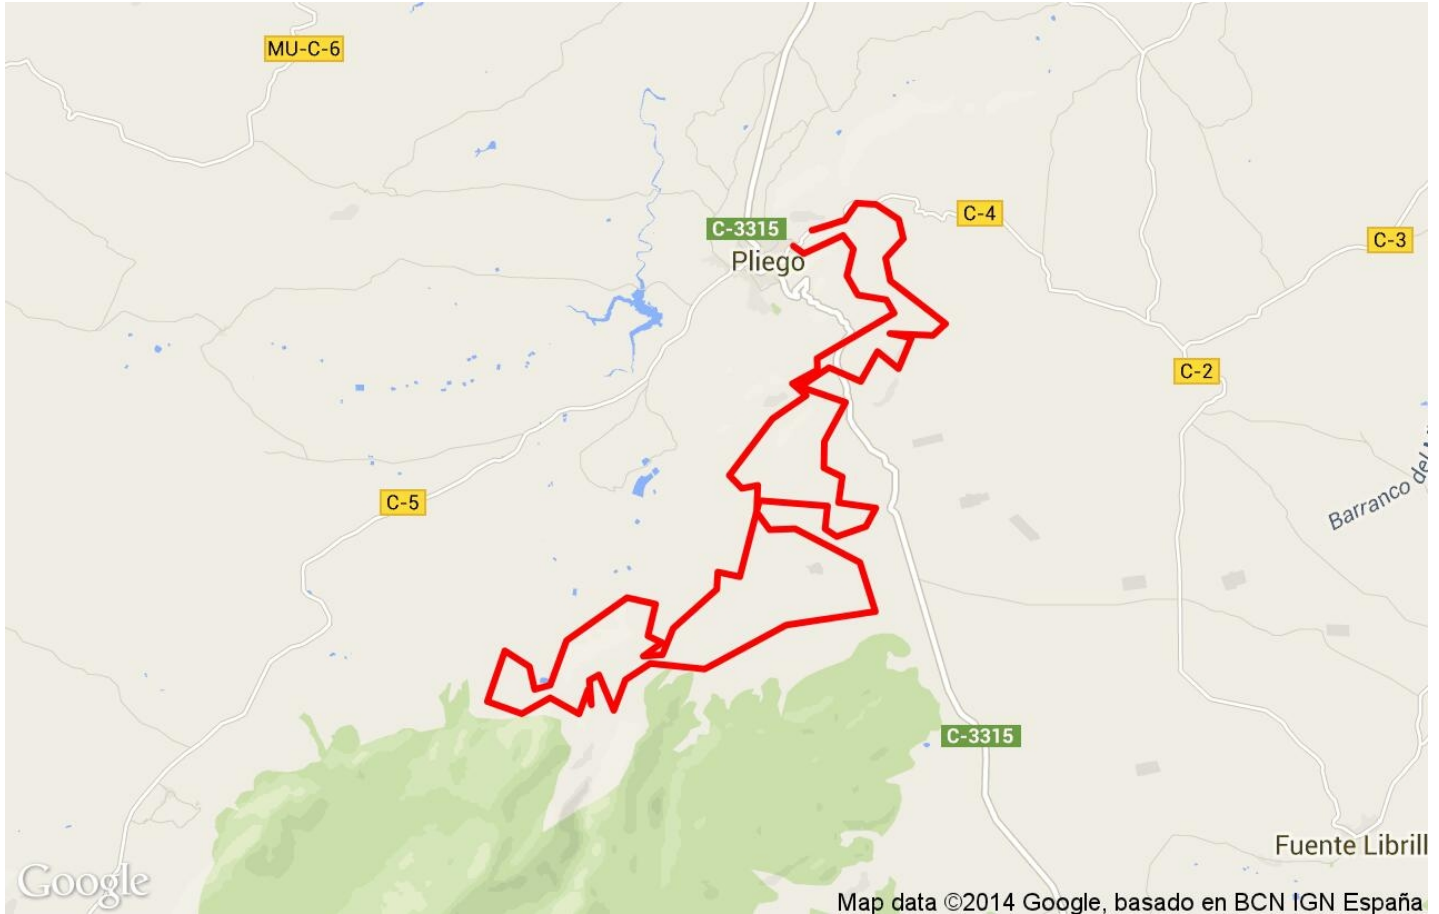 MU-C-6
C-4
C-3315
C-3
Pliego
C-2
C-5
Barranco del
C-3315
Fuente Librill
Google
Map data ©2014 Google, basado en BCN IGN España